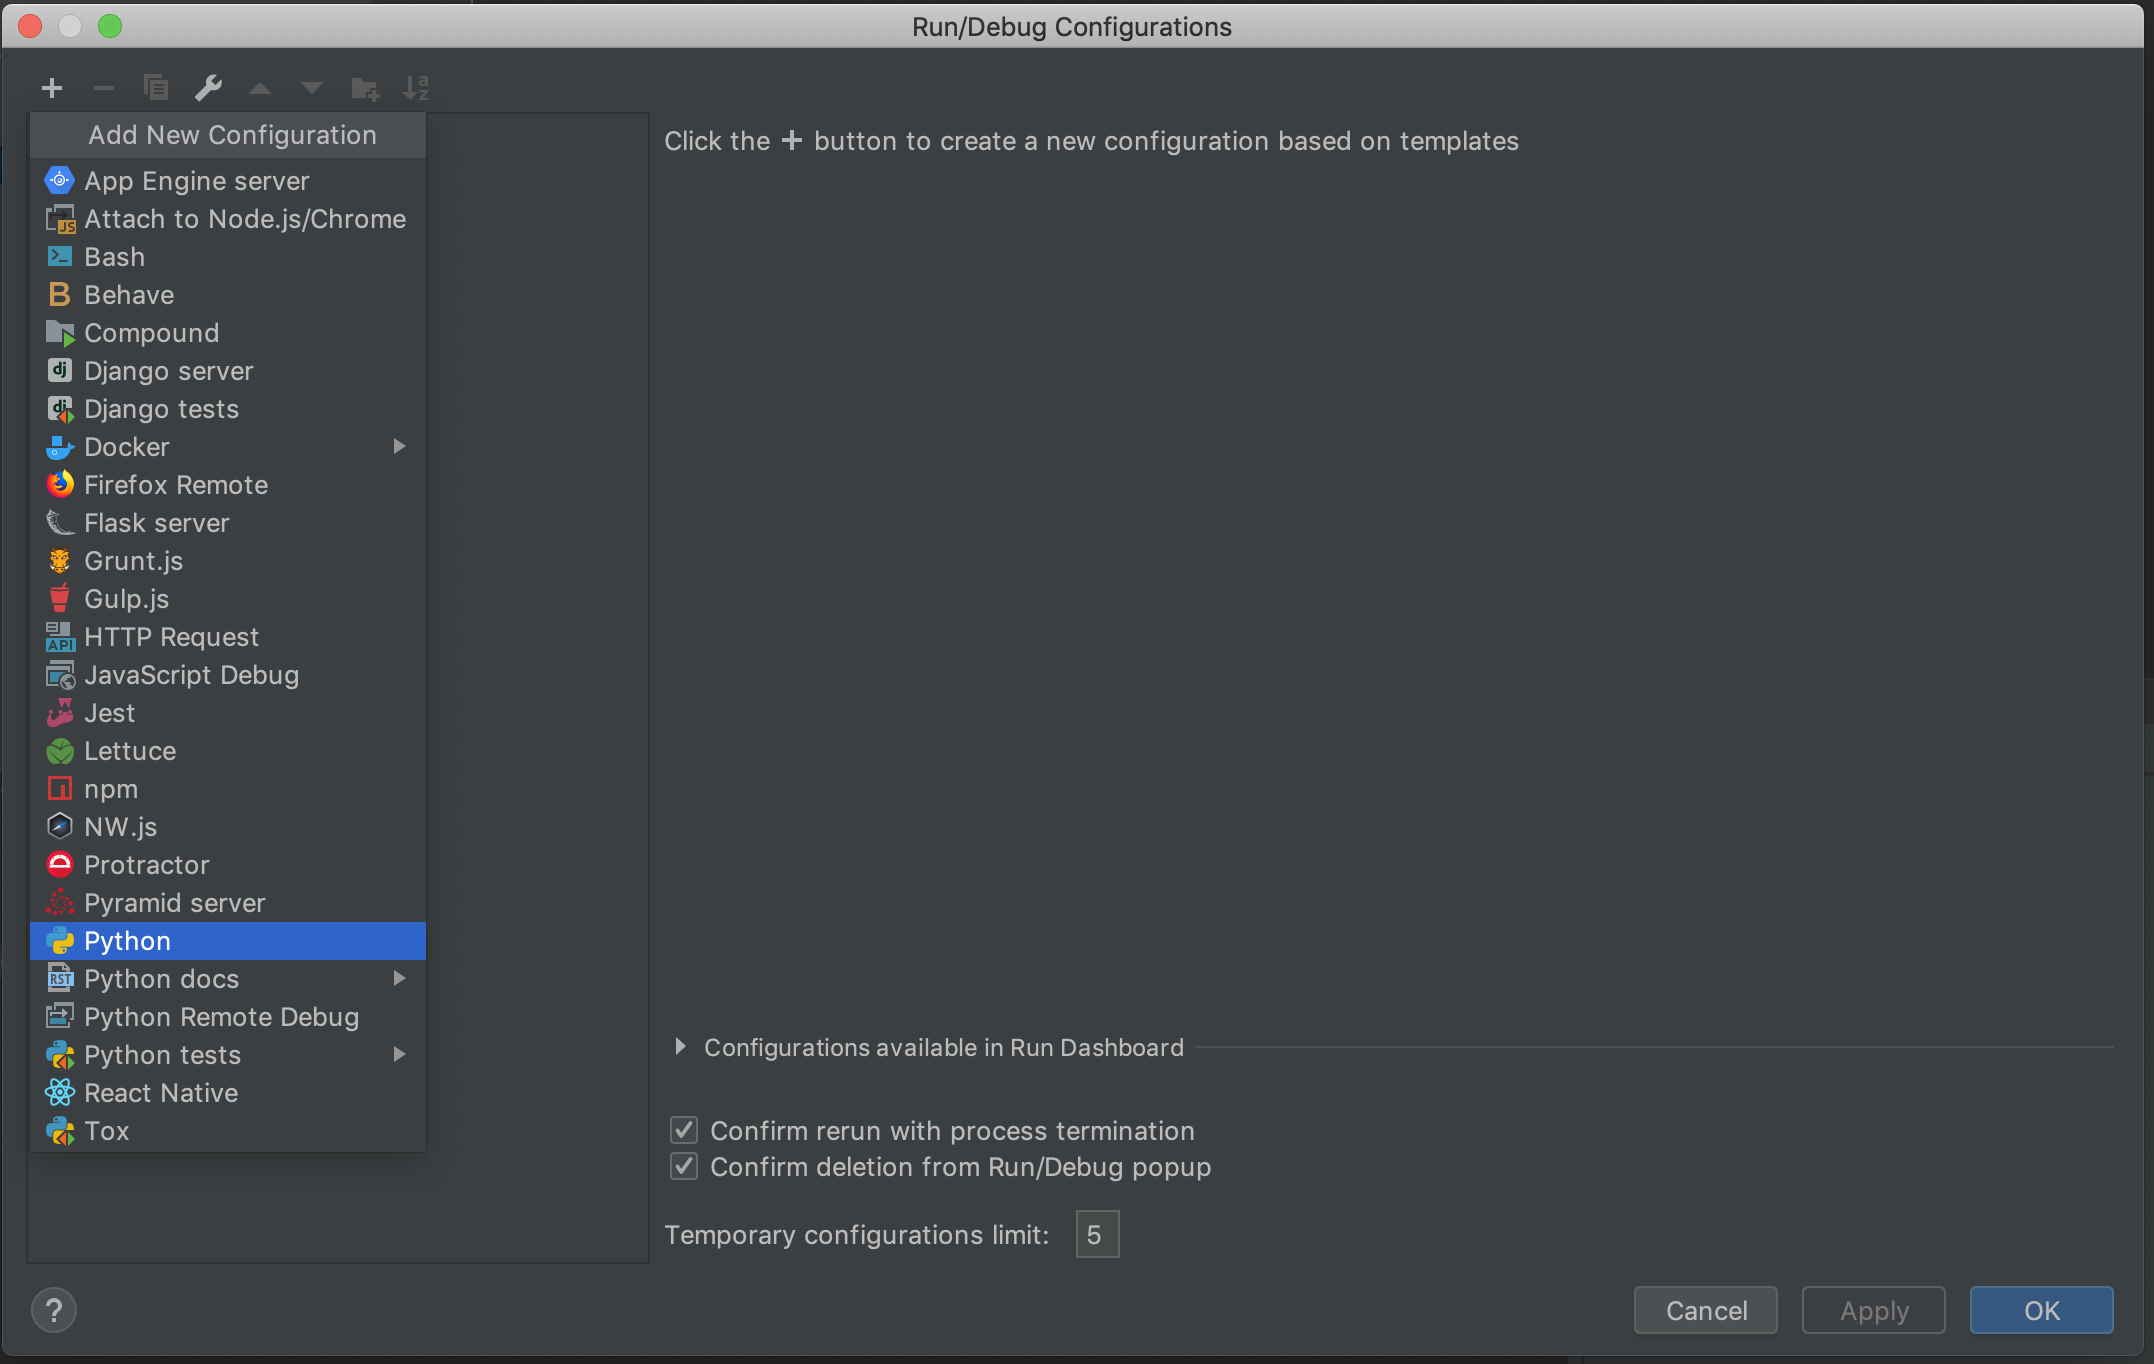 Run/Debug Configurations
Add New Configuration
App Engine server
Attach to Node.js/Chrome
Bash
Behave
Compound
Django server
Django tests
Docker
Firefox Remote
Flask server
Grunt.js
Gulp.js
HTTP Request
JavaScript Debug
Jest
Lettuce
npm
NW.js
Protractor
Pyramid server
Python
Python docs
Python Remote Debug
Python tests
React Native
Tox
Click the + button to create a new configuration based on templates
Configurations available in Run Dashboard
Confirm rerun with process termination
Confirm deletion from Run/Debug popup
Temporary configurations limit: 5
? Cancel Apply OK